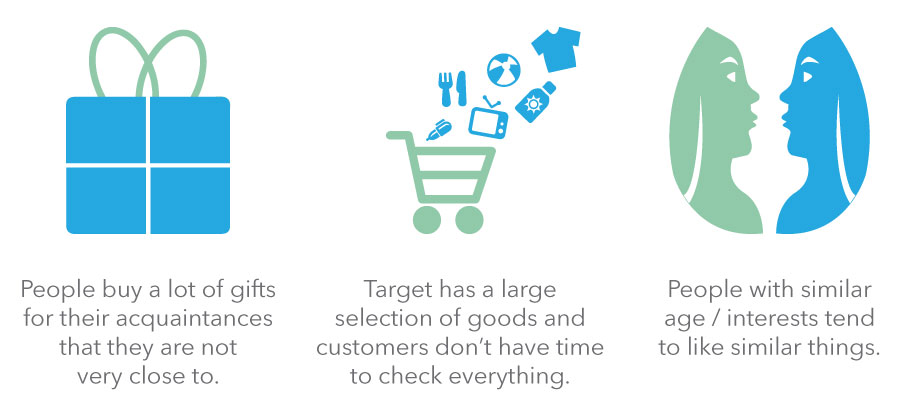 People buy a lot of gifts
for their acquaintances
that they are not
very close to.
Target has a large
selection of goods and
customers don’t have time
to check everything.
People with similar
age / interests tend
to like similar things.